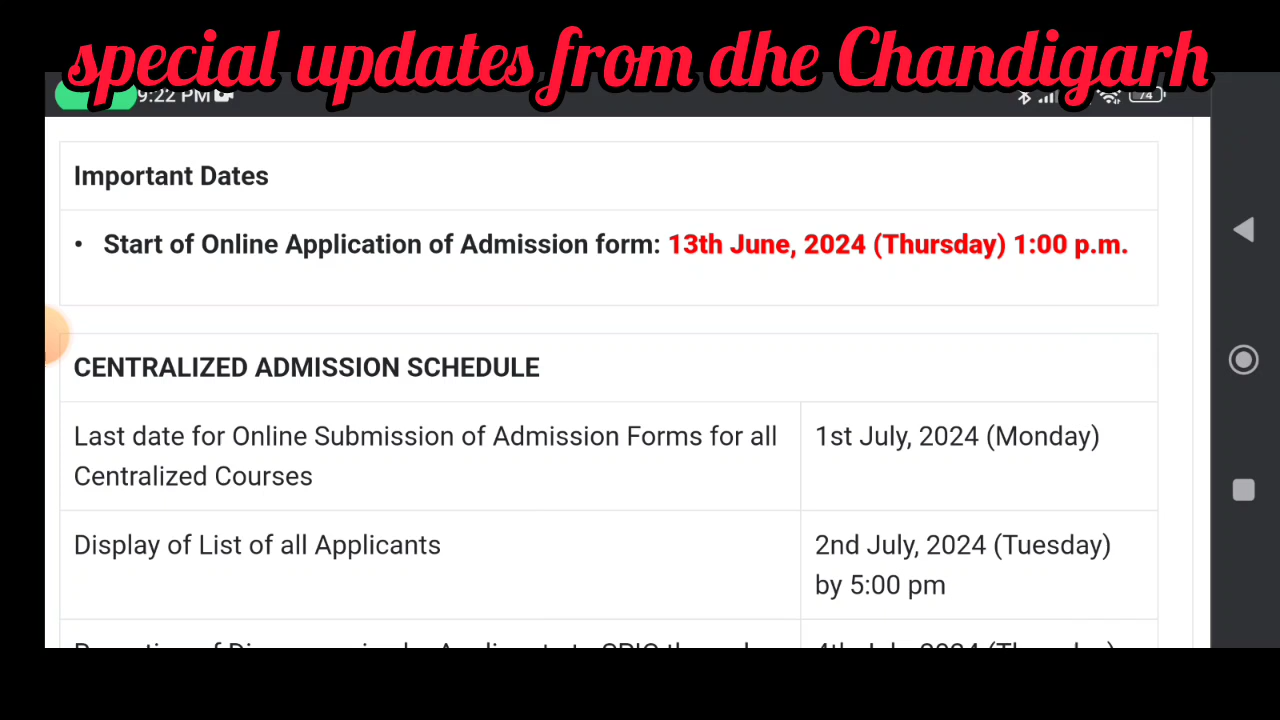 special updates from dhe Chandigarh
9:22 PM
74
Important Dates
• Start of Online Application of Admission form: 13th June, 2024 (Thursday) 1:00 p.m.
CENTRALIZED ADMISSION SCHEDULE
Last date for Online Submission of Admission Forms for all
Centralized Courses
1st July, 2024 (Monday)
Display of List of all Applicants
2nd July, 2024 (Tuesday)
by 5:00 pm